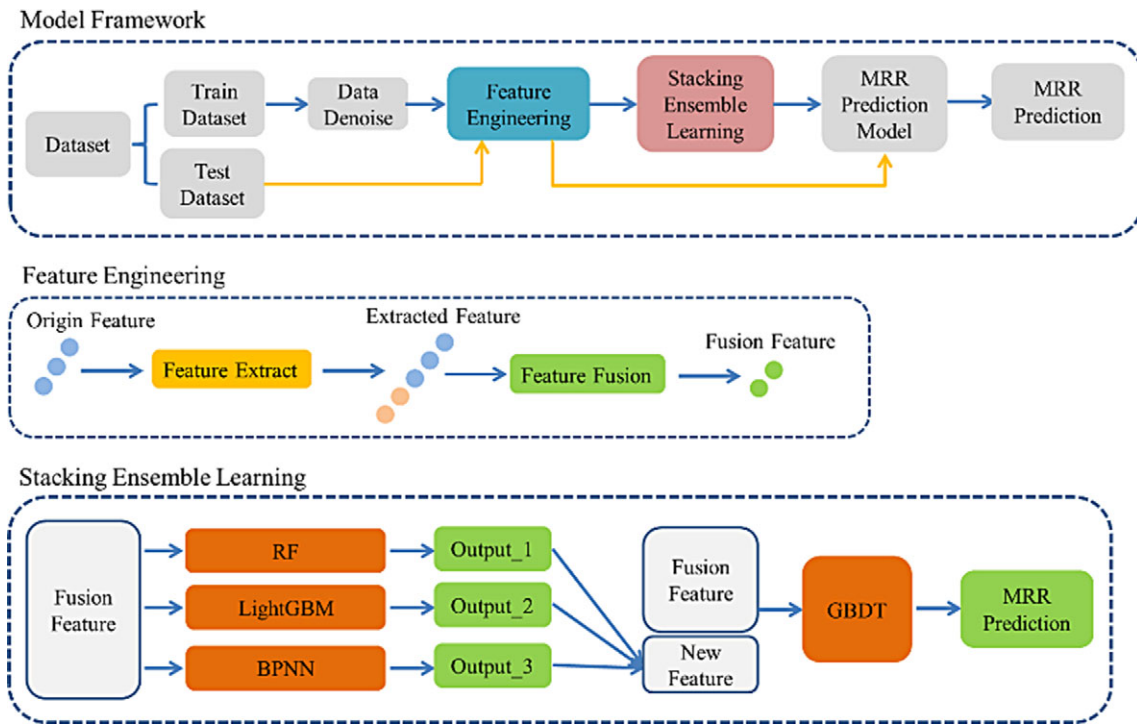 Model Framework
Dataset
Train
Dataset
Data
Denoise
Feature
Engineering
Stacking
Ensemble
Learning
MRR
Prediction
Model
MRR
Prediction
Test
Dataset
Feature Engineering
Origin Feature
Feature Extract
Extracted Feature
Feature Fusion
Fusion Feature
Stacking Ensemble Learning
Fusion
Feature
RF
Output_1
LightGBM
Output_2
BPNN
Output_3
Fusion
Feature
New
Feature
GBDT
MRR
Prediction